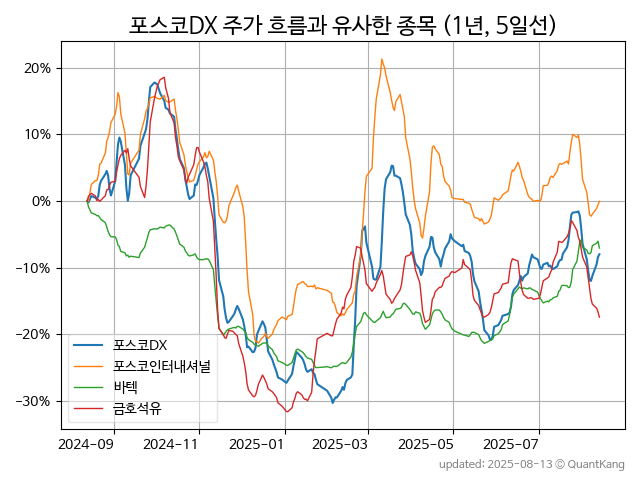 포스코DX 주가 흐름과 유사한 종목 (1년, 5일선)
20%
10%
0%
−10%
−20%
−30%
포스코DX
포스코인터내셔널
바텍
금호석유
2024-09
2024-11
2025-01
2025-03
2025-05
2025-07
updated: 2025-08-13 © QuantKang